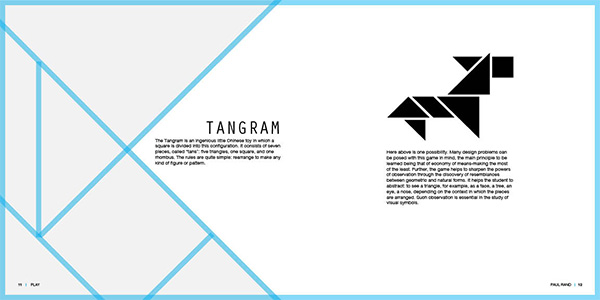 TANGRAM
The Tangram is an ingenious little Chinese toy in which a
square is divided into this configuration. It consists of seven
pieces, called “tans”: five triangles, one square, and one
rhombus. The rules are quite simple: rearrange to make any
kind of figure or pattern.
Here above is one possibility. Many design problems can
be posed with this game in mind, the main principle to be
learned being that of economy of means-making the most
of the least. Further, the game helps to sharpen the powers
of observation through the discovery of resemblances
between geometric and natural forms. It helps the student to
abstract: to see a triangle, for example, as a face, a tree, an
eye, a nose, depending on the context in which the pieces
are arranged. Such observation is essential in the study of
visual symbols.
11 | PLAY
PAUL RAND | 12